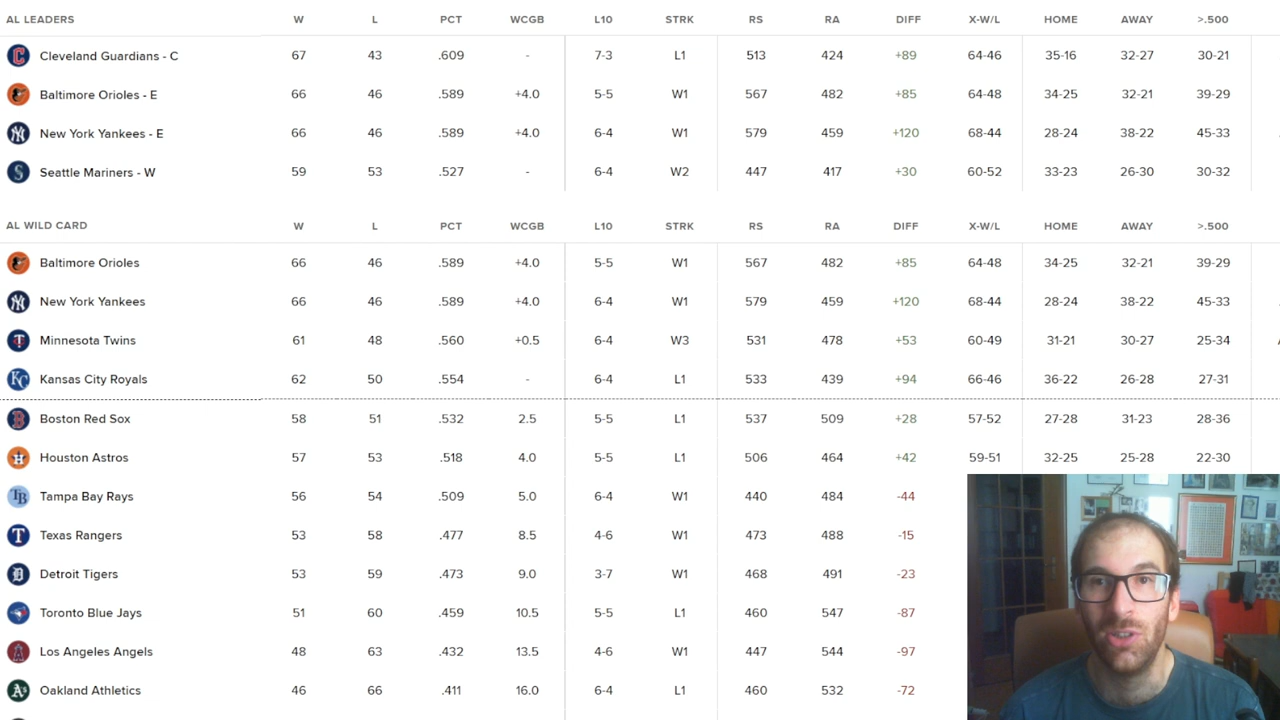 AL LEADERS W L PCT WCGB L10 STRK RS RA DIFF X-W/L HOME AWAY >.500
Cleveland Guardians - C 67 43 .609 - 7-3 L1 513 424 +89 64-46 35-16 32-27 30-21
Baltimore Orioles - E 66 46 .589 +4.0 5-5 W1 567 482 +85 64-48 34-25 32-21 39-29
New York Yankees - E 66 46 .589 +4.0 6-4 W1 579 459 +120 68-44 28-24 38-22 45-33
Seattle Mariners - W 59 53 .527 - 6-4 W2 447 417 +30 60-52 33-23 26-30 30-32
AL WILD CARD W L PCT WCGB L10 STRK RS RA DIFF X-W/L HOME AWAY >.500
Baltimore Orioles 66 46 .589 +4.0 5-5 W1 567 482 +85 64-48 34-25 32-21 39-29
New York Yankees 66 46 .589 +4.0 6-4 W1 579 459 +120 68-44 28-24 38-22 45-33
Minnesota Twins 61 48 .560 +0.5 6-4 W3 531 478 +53 60-49 31-21 30-27 25-34
Kansas City Royals 62 50 .554 - 6-4 L1 533 439 +94 66-46 36-22 26-28 27-31
Boston Red Sox 58 51 .532 2.5 5-5 L1 537 509 +28 57-52 27-28 31-23 28-36
Houston Astros 57 53 .518 4.0 5-5 L1 506 464 +42 59-51 32-25 25-28 22-30
Tampa Bay Rays 56 54 .509 5.0 6-4 W1 440 484 -44
Texas Rangers 53 58 .477 8.5 4-6 W1 473 488 -15
Detroit Tigers 53 59 .473 9.0 3-7 W1 468 491 -23
Toronto Blue Jays 51 60 .459 10.5 5-5 L1 460 547 -87
Los Angeles Angels 48 63 .432 13.5 4-6 W1 447 544 -97
Oakland Athletics 46 66 .411 16.0 6-4 L1 460 532 -72